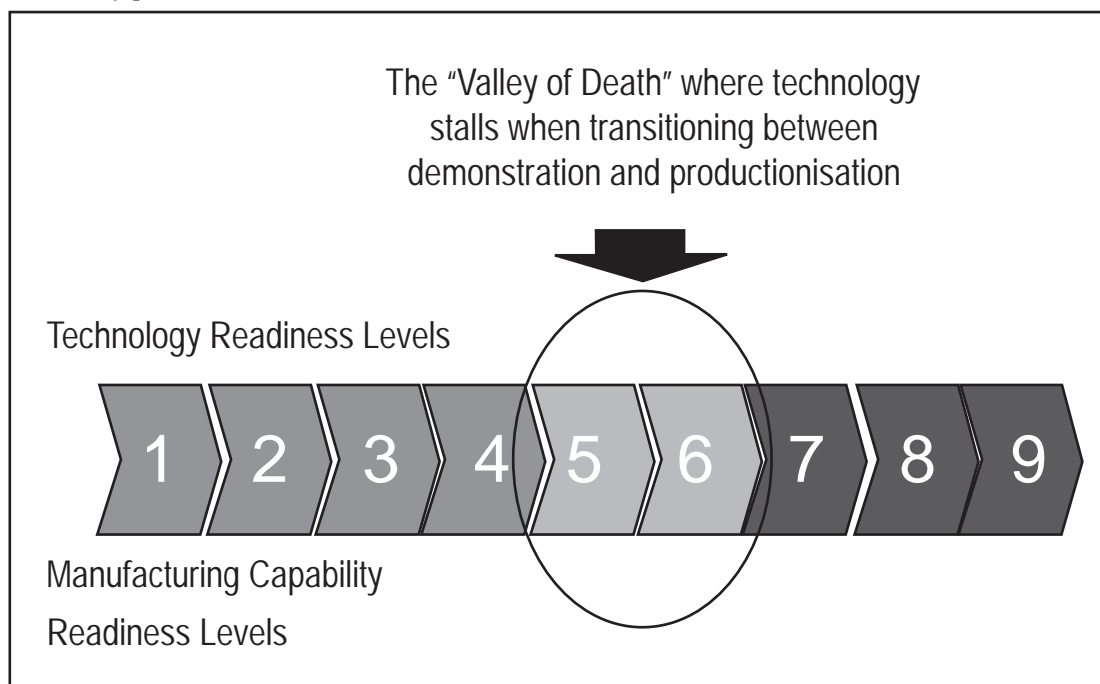 The “Valley of Death” where technology
stalls when transitioning between
demonstration and productionisation
Technology Readiness Levels
1 2 3 4 5 6 7 8 9
Manufacturing Capability
Readiness Levels